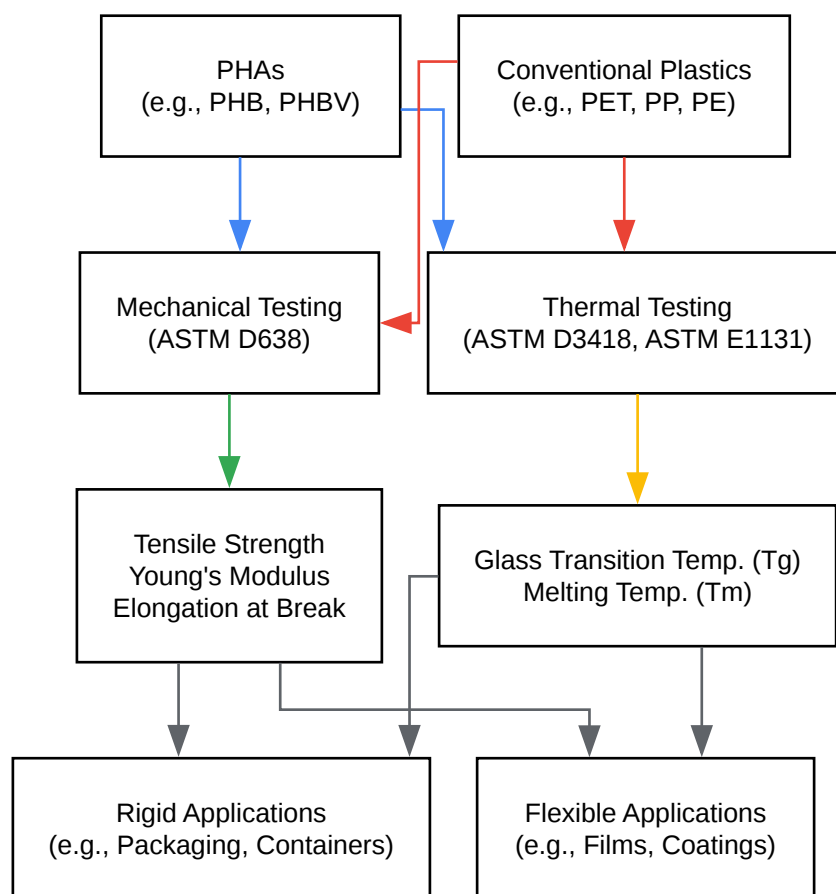 PHAs
(e.g., PHB, PHBV)
Conventional Plastics
(e.g., PET, PP, PE)
Mechanical Testing
(ASTM D638)
Thermal Testing
(ASTM D3418, ASTM E1131)
Tensile Strength
Young's Modulus
Elongation at Break
Glass Transition Temp. (Tg)
Melting Temp. (Tm)
Rigid Applications
(e.g., Packaging, Containers)
Flexible Applications
(e.g., Films, Coatings)